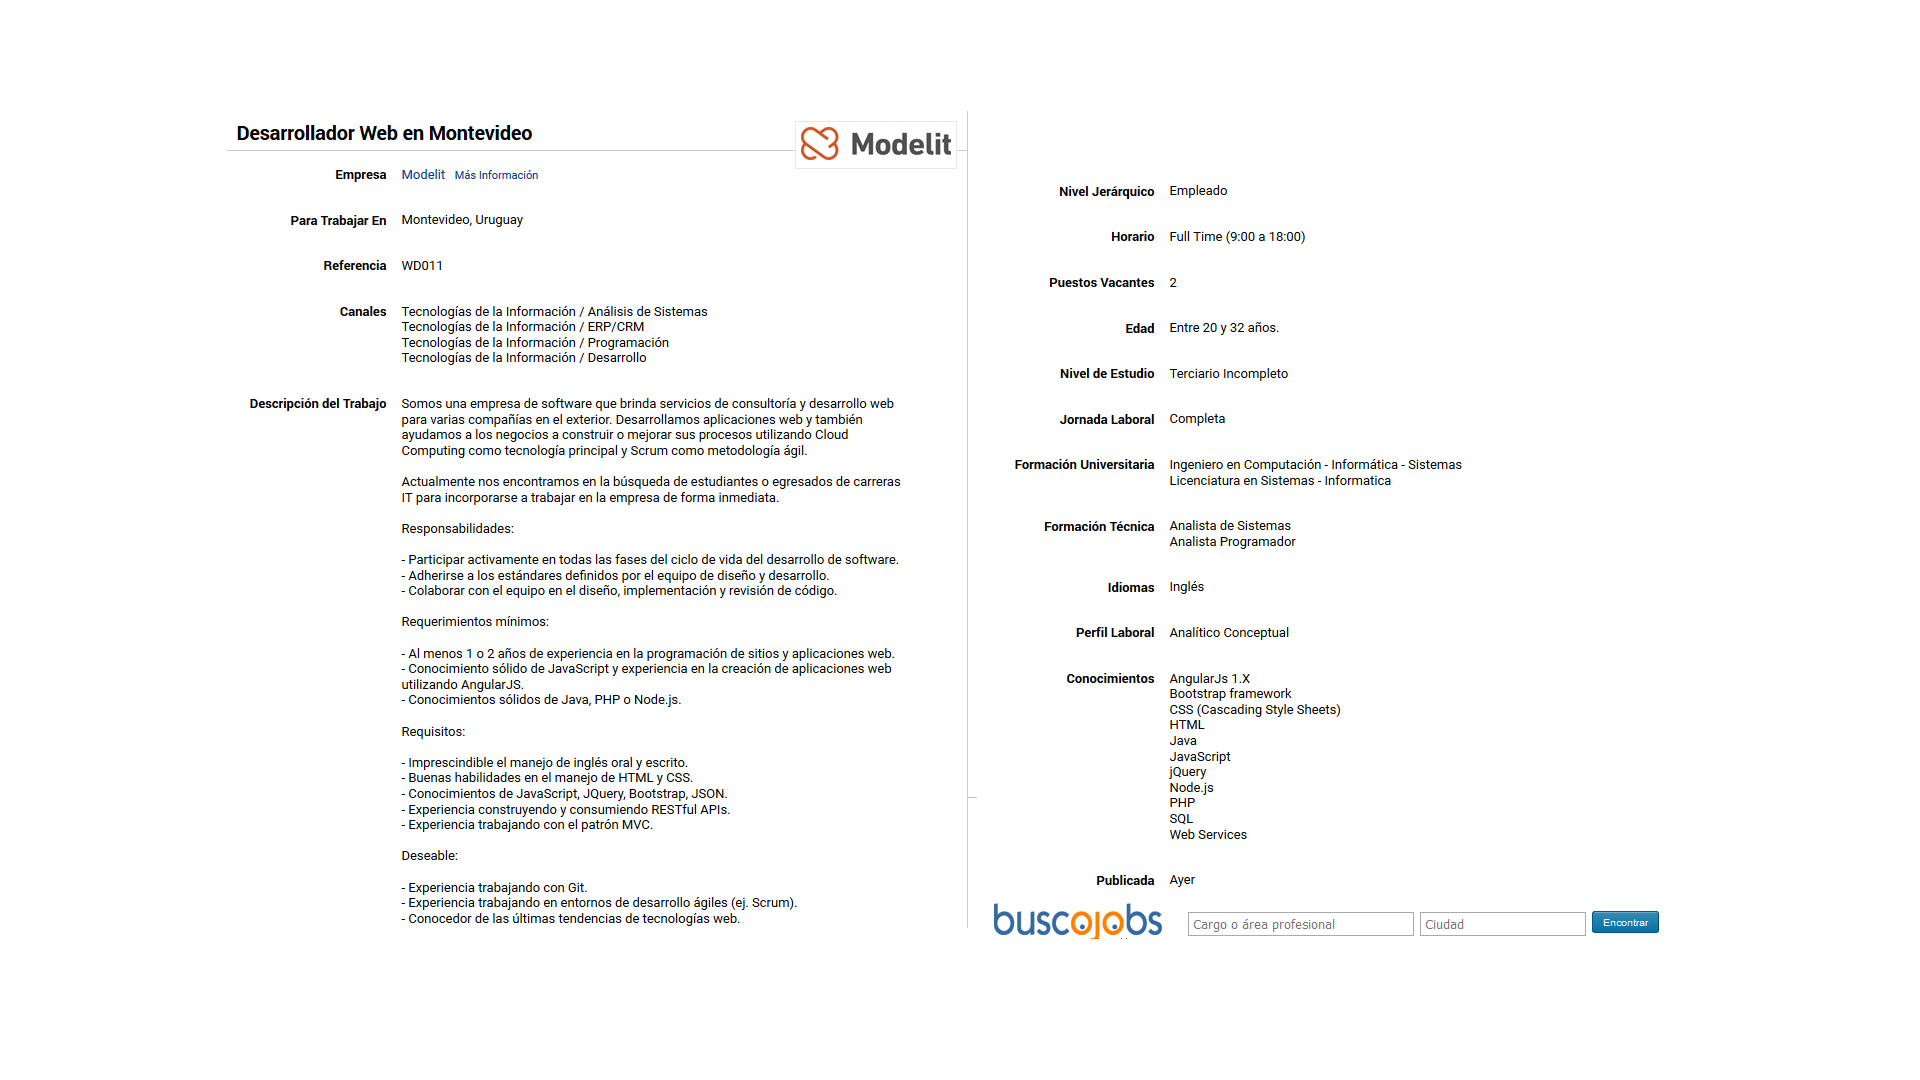 Desarrollador Web en Montevideo
Modelit
Empresa Modelit Más Información
Para Trabajar En Montevideo, Uruguay
Referencia WD011
Canales Tecnologías de la Información / Análisis de Sistemas
Tecnologías de la Información / ERP/CRM
Tecnologías de la Información / Programación
Tecnologías de la Información / Desarrollo
Descripción del Trabajo Somos una empresa de software que brinda servicios de consultoría y desarrollo web
para varias compañías en el exterior. Desarrollamos aplicaciones web y también
ayudamos a los negocios a construir o mejorar sus procesos utilizando Cloud
Computing como tecnología principal y Scrum como metodología ágil.
Actualmente nos encontramos en la búsqueda de estudiantes o egresados de carreras
IT para incorporarse a trabajar en la empresa de forma inmediata.
Responsabilidades:
- Participar activamente en todas las fases del ciclo de vida del desarrollo de software.
- Adherirse a los estándares definidos por el equipo de diseño y desarrollo.
- Colaborar con el equipo en el diseño, implementación y revisión de código.
Requerimientos mínimos:
- Al menos 1 o 2 años de experiencia en la programación de sitios y aplicaciones web.
- Conocimiento sólido de JavaScript y experiencia en la creación de aplicaciones web
utilizando AngularJS.
- Conocimientos sólidos de Java, PHP o Node.js.
Requisitos:
- Imprescindible el manejo de inglés oral y escrito.
- Buenas habilidades en el manejo de HTML y CSS.
- Conocimientos de JavaScript, JQuery, Bootstrap, JSON.
- Experiencia construyendo y consumiendo RESTful APIs.
- Experiencia trabajando con el patrón MVC.
Deseable:
- Experiencia trabajando con Git.
- Experiencia trabajando en entornos de desarrollo ágiles (ej. Scrum).
- Conocedor de las últimas tendencias de tecnologías web.
Nivel Jerárquico Empleado
Horario Full Time (9:00 a 18:00)
Puestos Vacantes 2
Edad Entre 20 y 32 años.
Nivel de Estudio Terciario Incompleto
Jornada Laboral Completa
Formación Universitaria Ingeniero en Computación - Informática - Sistemas
Licenciatura en Sistemas - Informatica
Formación Técnica Analista de Sistemas
Analista Programador
Idiomas Inglés
Perfil Laboral Analítico Conceptual
Conocimientos AngularJs 1.X
Bootstrap framework
CSS (Cascading Style Sheets)
HTML
Java
JavaScript
jQuery
Node.js
PHP
SQL
Web Services
Publicada Ayer
buscojobs Cargo o área profesional Ciudad Encontrar